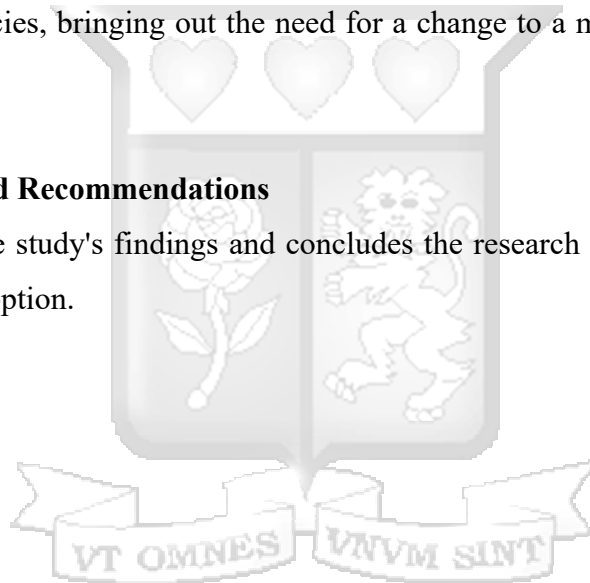 cies, bringing out the need for a change to a m
d Recommendations
e study's findings and concludes the research
ption.
VT OMNES VNVM SINT